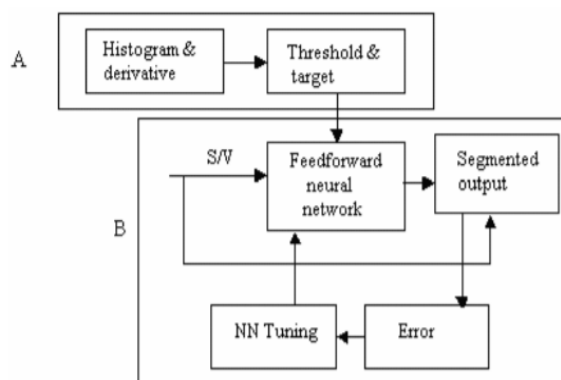 A
Histogram &
derivative
Threshold &
target
B
S/V
Feedforward
neural
network
Segmented
output
NN Tuning
Error